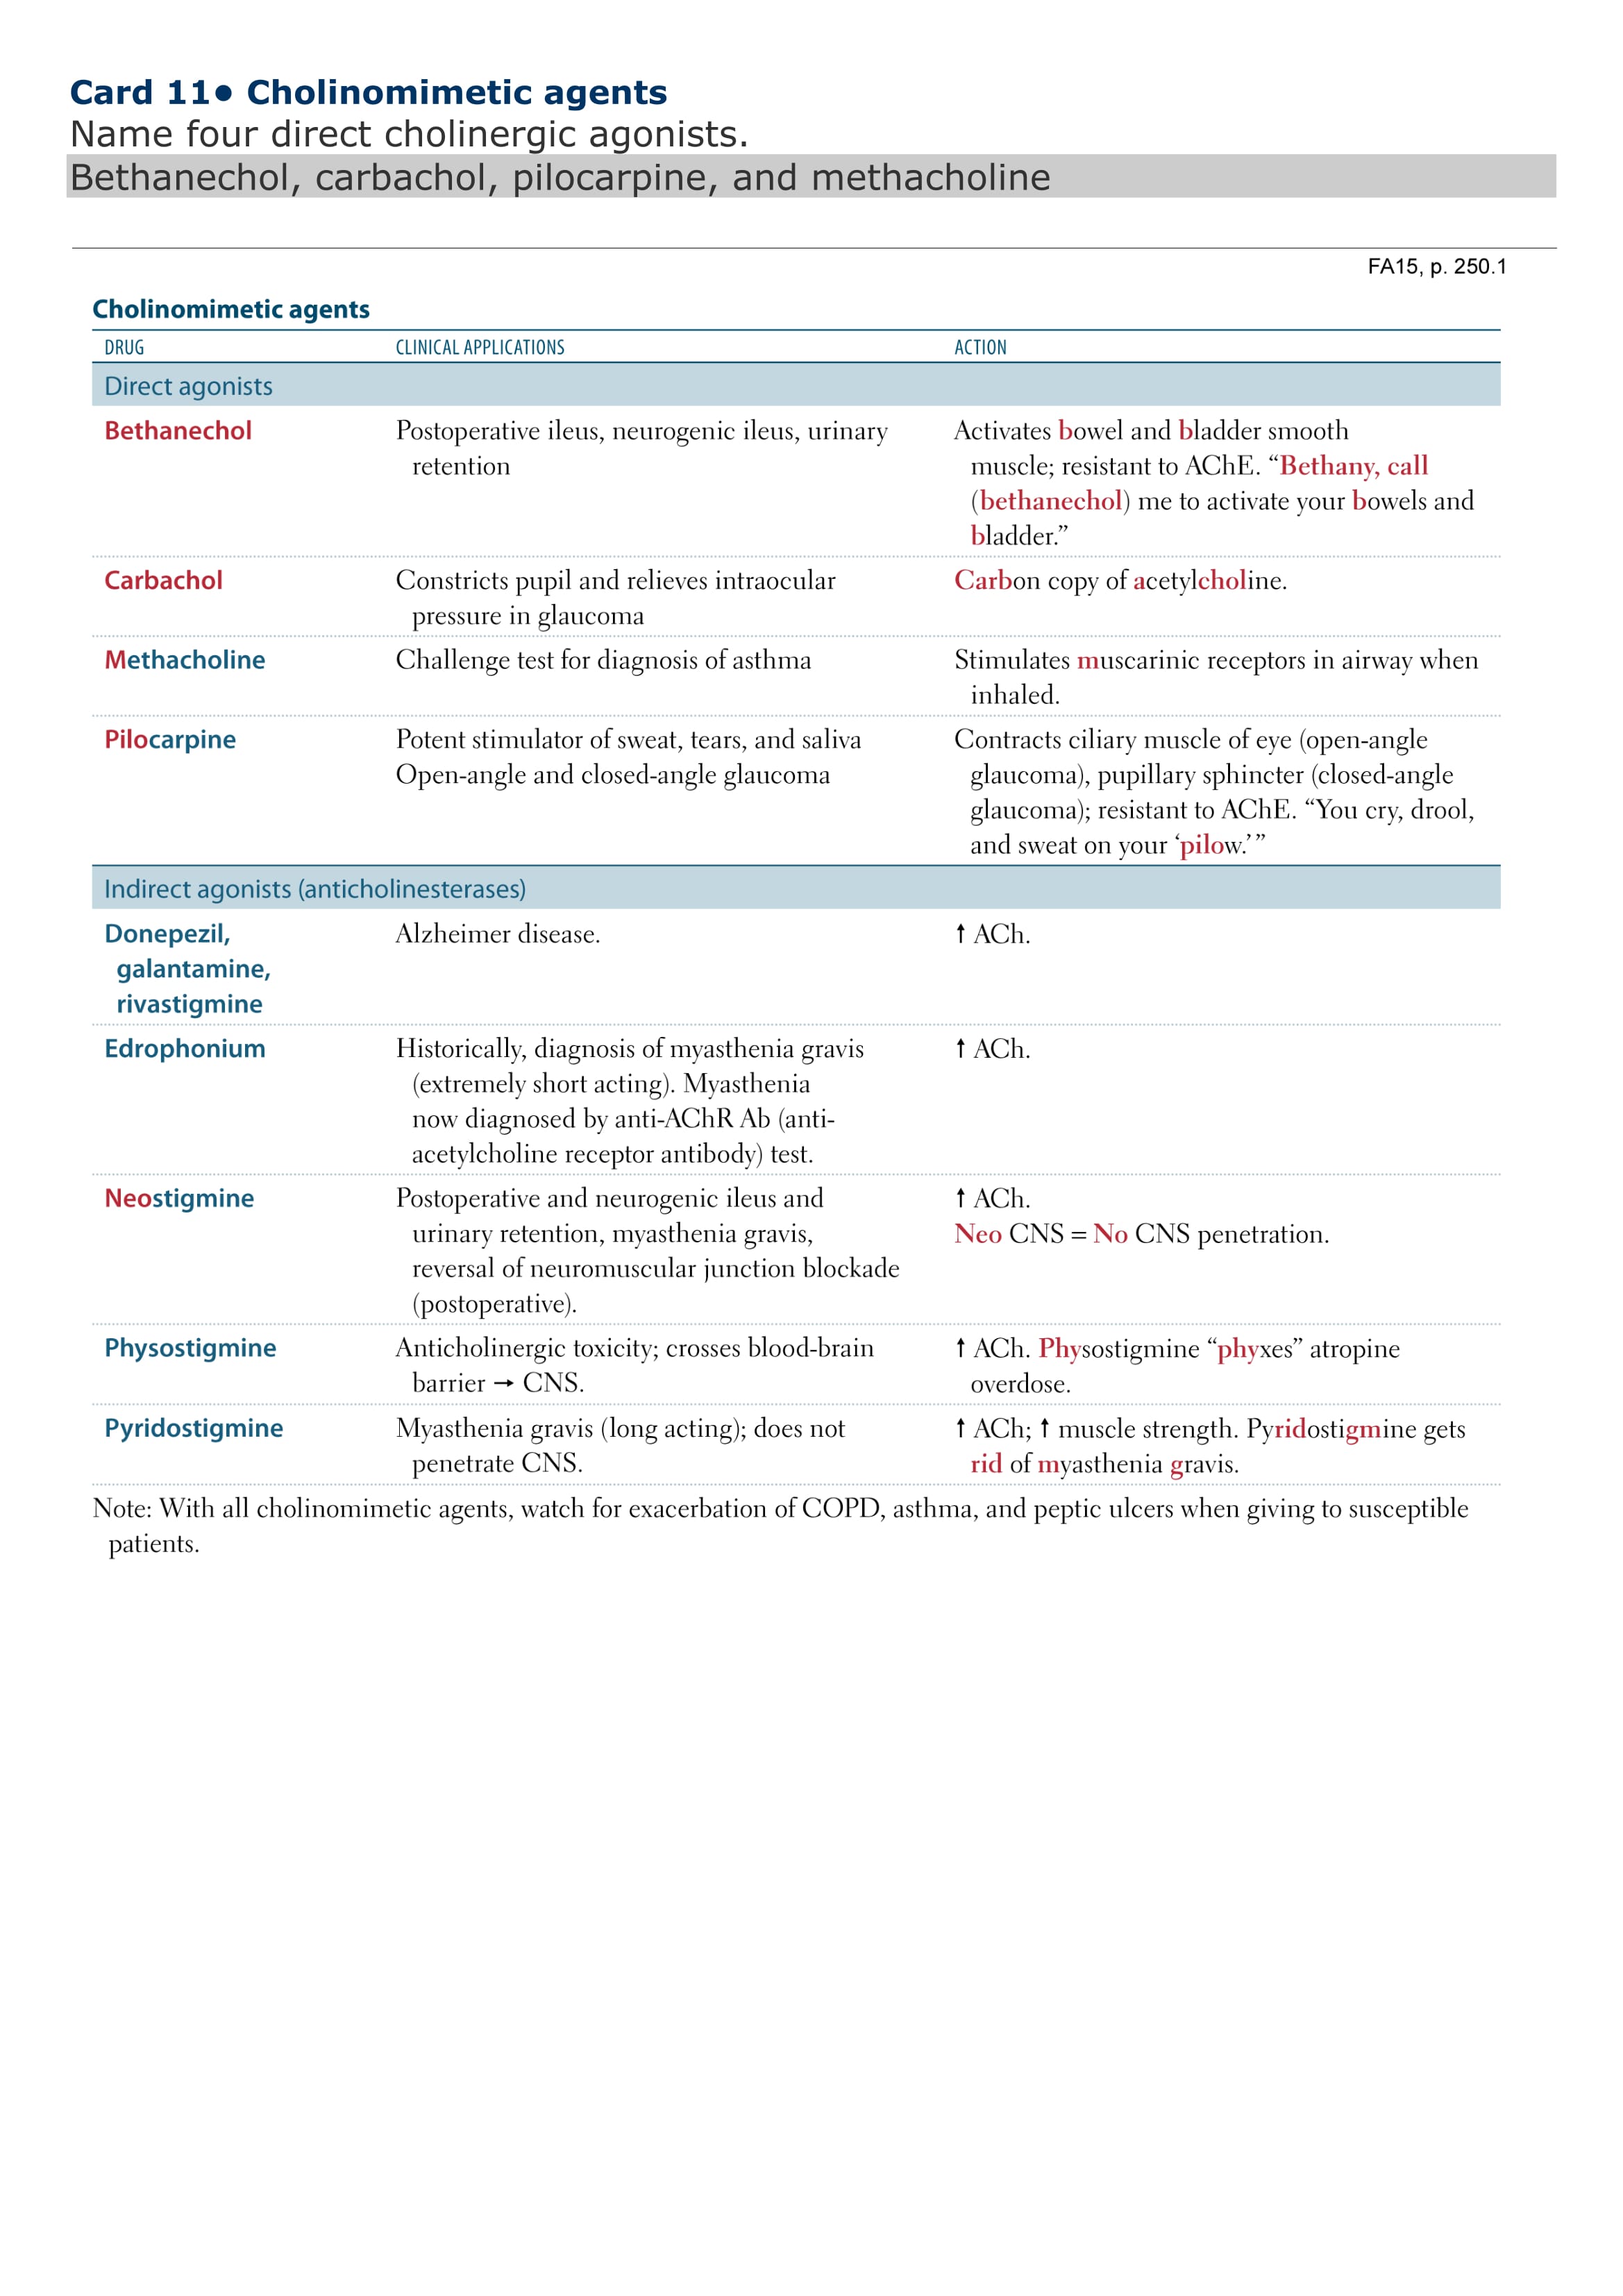 Card 11• Cholinomimetic agents
Name four direct cholinergic agonists.
Bethanechol, carbachol, pilocarpine, and methacholine
FA15, p. 250.1
Cholinomimetic agents
DRUG CLINICAL APPLICATIONS ACTION
Direct agonists
Bethanechol Postoperative ileus, neurogenic ileus, urinary Activates bowel and bladder smooth
retention muscle; resistant to AChE. “Bethany, call
(bethanechol) me to activate your bowels and
bladder.”
Carbachol Constricts pupil and relieves intraocular Carbon copy of acetylcholine.
pressure in glaucoma
Methacholine Challenge test for diagnosis of asthma Stimulates muscarinic receptors in airway when
inhaled.
Pilocarpine Potent stimulator of sweat, tears, and saliva Contracts ciliary muscle of eye (open-angle
Open-angle and closed-angle glaucoma glaucoma), pupillary sphincter (closed-angle
glaucoma); resistant to AChE. “You cry, drool,
and sweat on your ‘pilow.’”
Indirect agonists (anticholinesterases)
Donepezil, Alzheimer disease. ↑ ACh.
galantamine,
rivastigmine
Edrophonium Historically, diagnosis of myasthenia gravis ↑ ACh.
(extremely short acting). Myasthenia
now diagnosed by anti-AChR Ab (anti-
acetylcholine receptor antibody) test.
Neostigmine Postoperative and neurogenic ileus and ↑ ACh.
urinary retention, myasthenia gravis, Neo CNS = No CNS penetration.
reversal of neuromuscular junction blockade
(postoperative).
Physostigmine Anticholinergic toxicity; crosses blood-brain ↑ ACh. Physostigmine “phyxes” atropine
barrier → CNS. overdose.
Pyridostigmine Myasthenia gravis (long acting); does not ↑ ACh; ↑ muscle strength. Pyridostigmine gets
penetrate CNS. rid of myasthenia gravis.
Note: With all cholinomimetic agents, watch for exacerbation of COPD, asthma, and peptic ulcers when giving to susceptible
patients.